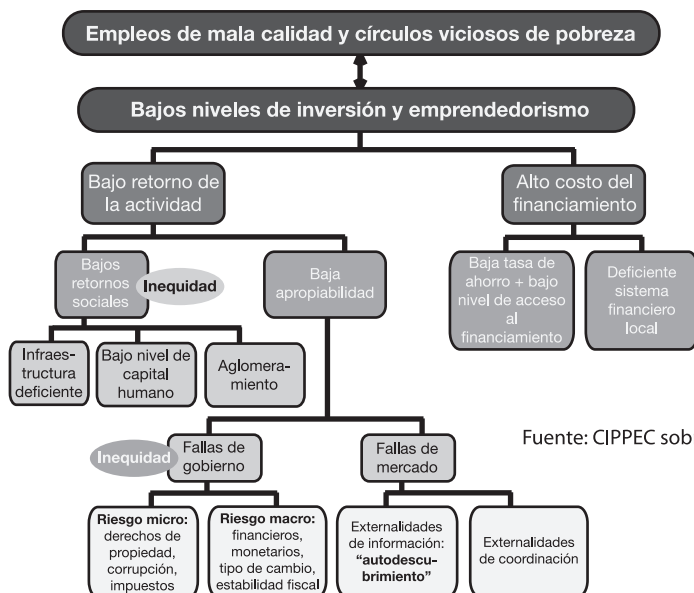 Empleos de mala calidad y círculos viciosos de pobreza
Bajos niveles de inversión y emprendedorismo
Bajo retorno de
la actividad
Alto costo del
financiamiento
Bajos
retornos
sociales
Inequidad
Baja
apropiabilidad
Baja tasa de
ahorro + bajo
nivel de acceso
al
financiamiento
Deficiente
sistema
financiero
local
Infrae-
structura
deficiente
Bajo nivel de
capital
humano
Aglomera-
miento
Inequidad
Fallas de
gobierno
Fallas de
mercado
Fuente: CIPPEC sob
Riesgo micro:
derechos de
propiedad,
corrupción,
impuestos
Riesgo macro:
financieros,
monetarios,
tipo de cambio,
estabilidad fiscal
Externalidades
de información:
“autodescu-
brimiento”
Externalidades
de coordinación